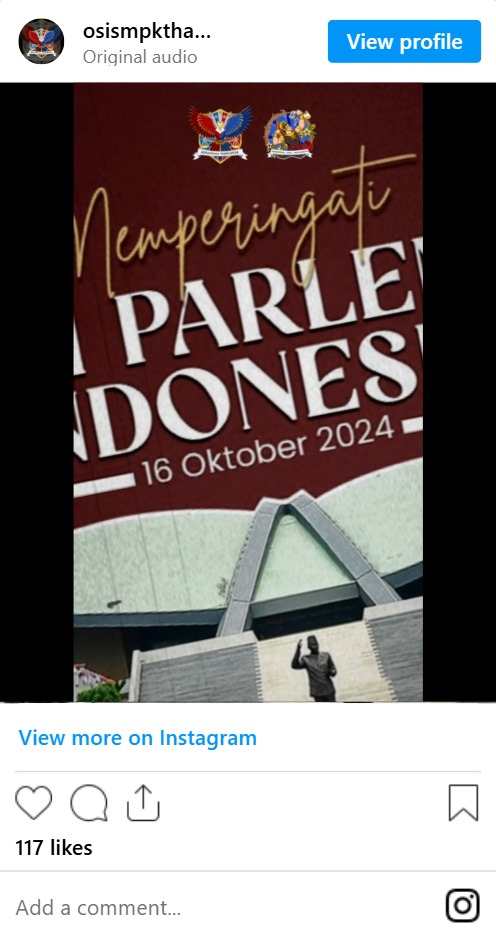 osismpktha...
Original audio
View profile
Memperingati
PARLE
NDONES
16 Oktober 2024
View more on Instagram
117 likes
Add a comment...